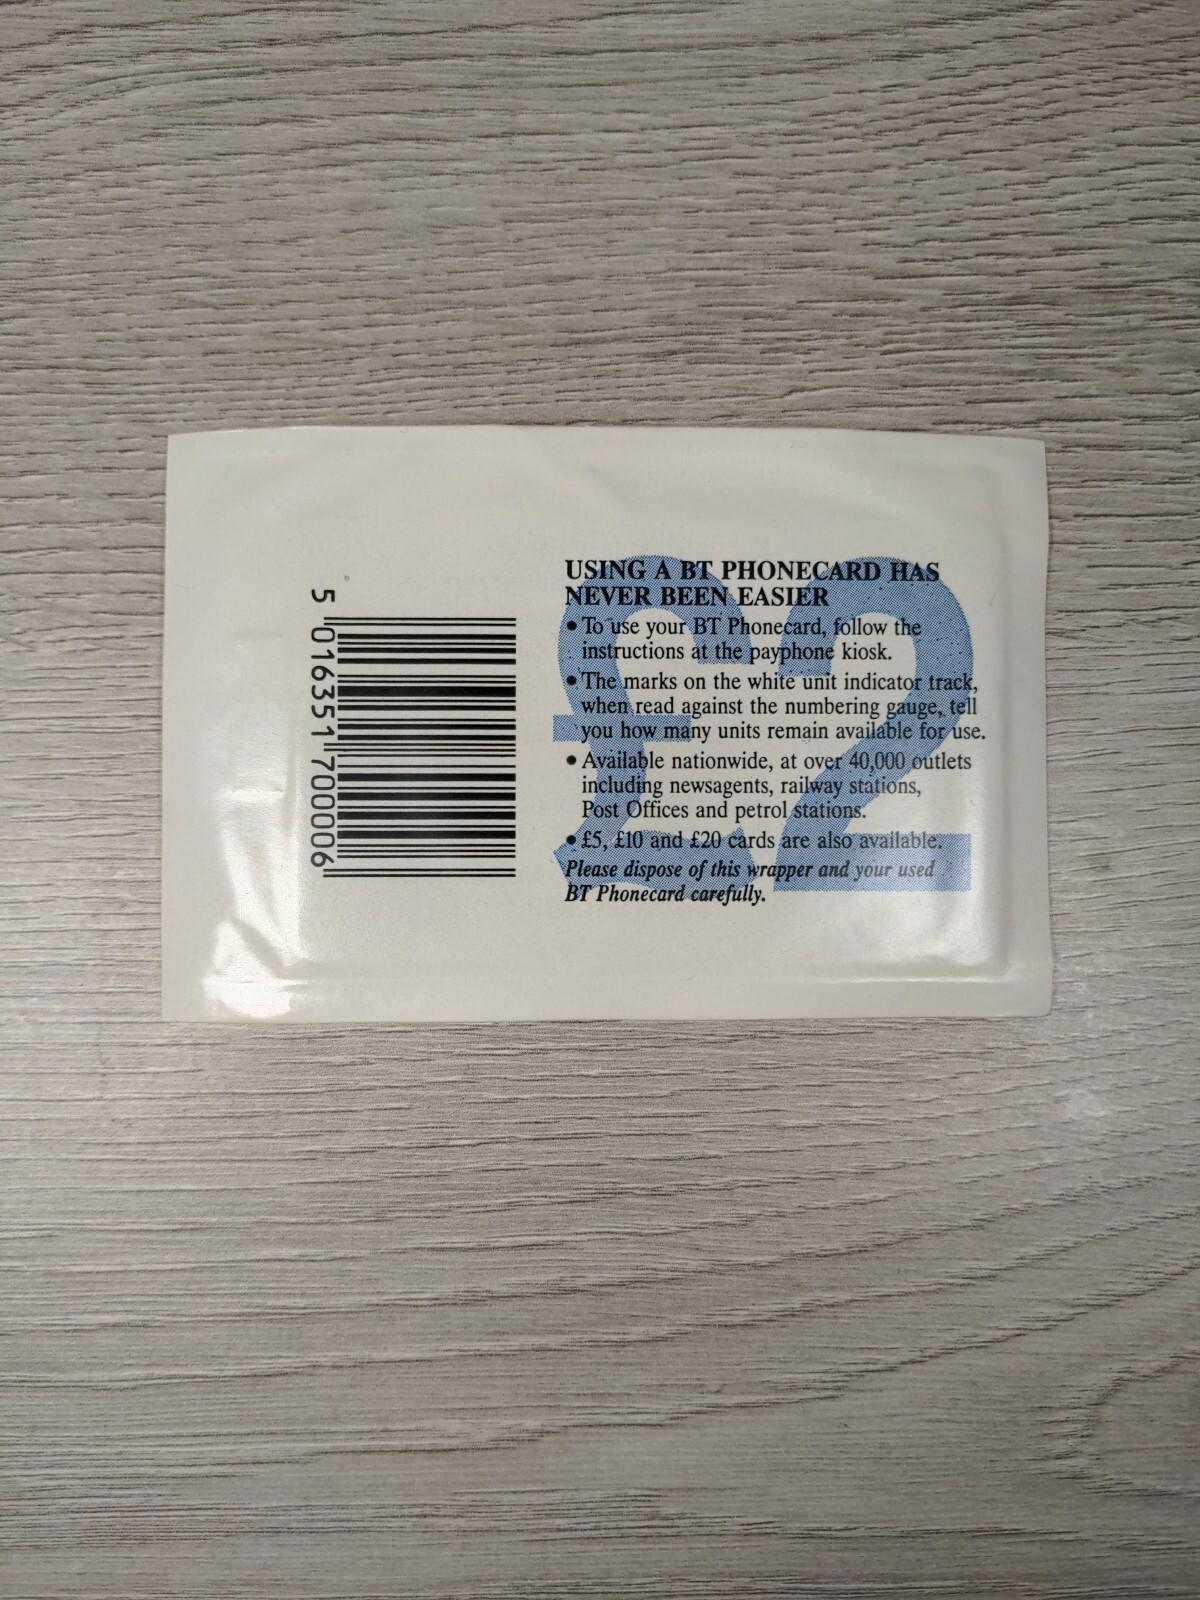 5 016351 700006
£2
USING A BT PHONECARD HAS
NEVER BEEN EASIER
• To use your BT Phonecard, follow the
instructions at the payphone kiosk.
• The marks on the white unit indicator track,
when read against the numbering gauge, tell
you how many units remain available for use.
• Available nationwide, at over 40,000 outlets
including newsagents, railway stations,
Post Offices and petrol stations.
• £5, £10 and £20 cards are also available.
Please dispose of this wrapper and your used
BT Phonecard carefully.